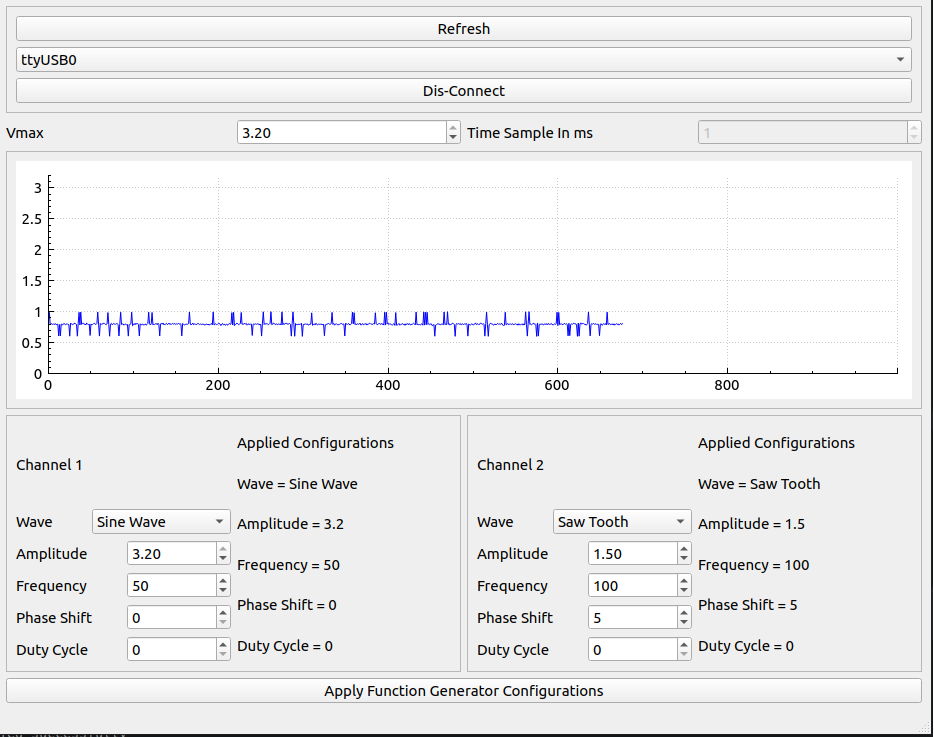 Refresh
ttyUSB0
Dis-Connect
Vmax 3.20 Time Sample In ms 1
3
2.5
2
1.5
1
0.5
0
0 200 400 600 800
Channel 1
Applied Configurations
Wave = Sine Wave
Wave Sine Wave
Amplitude = 3.2
Amplitude 3.20
Frequency = 50
Frequency 50
Phase Shift = 0
Phase Shift 0
Duty Cycle = 0
Duty Cycle 0
Channel 2
Applied Configurations
Wave = Saw Tooth
Wave Saw Tooth
Amplitude = 1.5
Amplitude 1.50
Frequency = 100
Frequency 100
Phase Shift = 5
Phase Shift 5
Duty Cycle = 0
Duty Cycle 0
Apply Function Generator Configurations